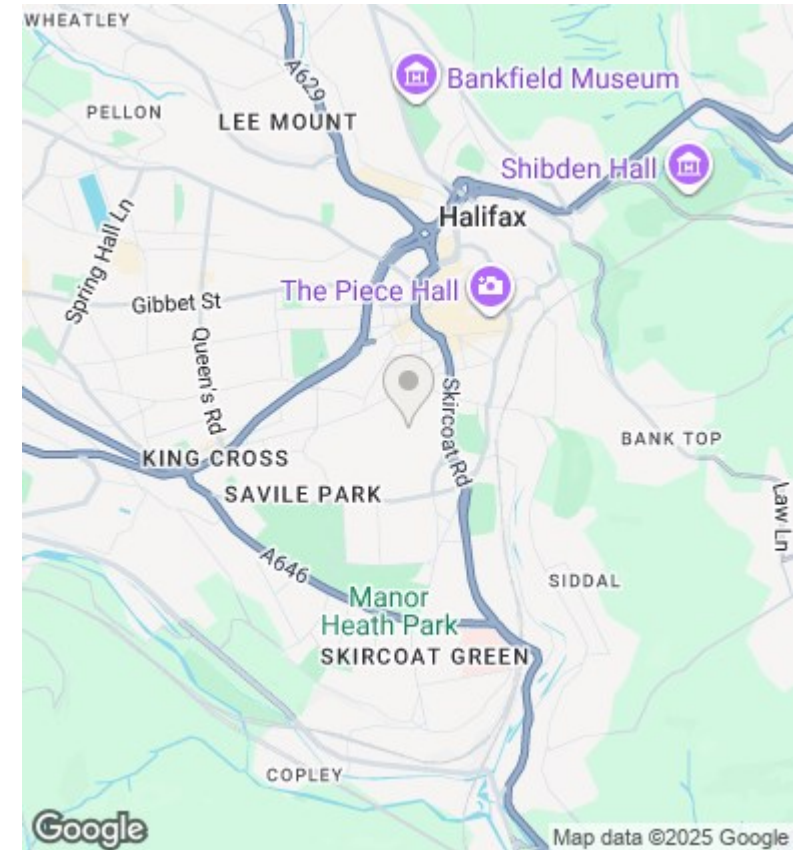 WHEATLEY
A629
Bankfield Museum
PELLON
LEE MOUNT
Shibden Hall
Halifax
Spring Hall Ln
The Piece Hall
Gibbet St
Queen's Rd
Skircoat Rd
KING CROSS
BANK TOP
SAVILE PARK
Law Ln
A646
SIDDAL
Manor
Heath Park
SKIRCOAT GREEN
COPLEY
Google
Map data ©2025 Google